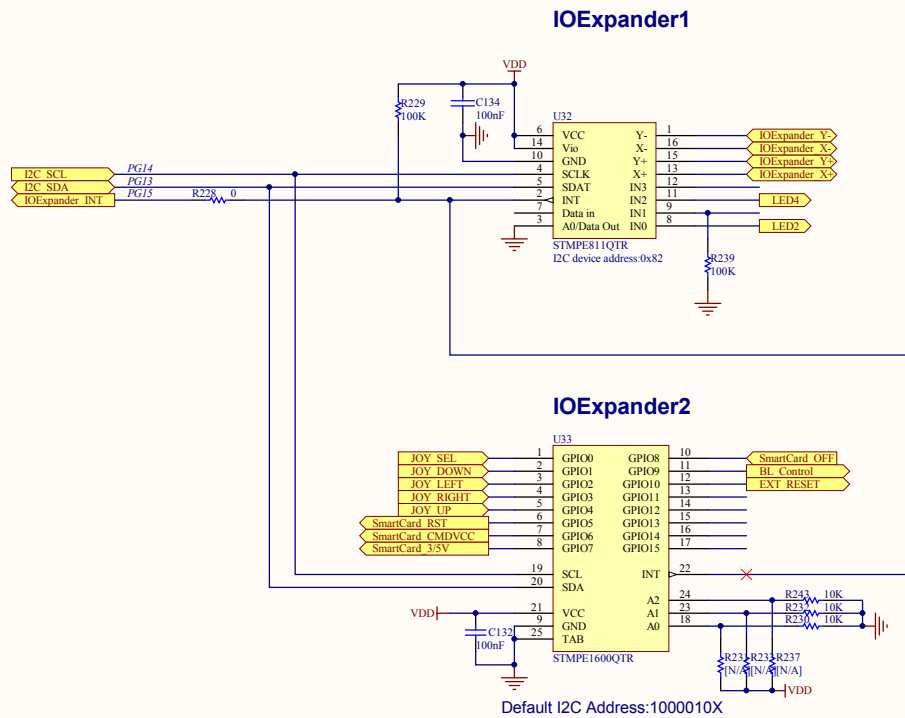 IOExpander1
VDD
R229
100K
C134
100nF
U32
6 VCC Y- 1 IOExpander_Y-
14 Vio X- 16 IOExpander_X-
10 GND Y+ 15 IOExpander_Y+
I2C_SCL PG14 4 SCLK X+ 13 IOExpander_X+
I2C_SDA PG13 5 SDAT IN3 12
IOExpander_INT PG15 R228 0 2 INT IN2 11 LED4
7 Data in IN1 9
3 A0/Data Out IN0 8 LED2
STMPE811QTR
I2C device address:0x82
R239
100K
IOExpander2
U33
JOY_SEL 1 GPIO0 GPIO8 10 SmartCard_OFF
JOY_DOWN 2 GPIO1 GPIO9 11 BL_Control
JOY_LEFT 3 GPIO2 GPIO10 12 EXT_RESET
JOY_RIGHT 4 GPIO3 GPIO11 13
JOY_UP 5 GPIO4 GPIO12 14
SmartCard_RST 6 GPIO5 GPIO13 15
SmartCard_CMDVCC 7 GPIO6 GPIO14 16
SmartCard_3/5V 8 GPIO7 GPIO15 17
19 SCL INT 22
20 SDA
A2 24 R243 10K
VDD 21 VCC A1 23 R232 10K
9 GND A0 18 R230 10K
25 TAB
C132
100nF
STMPE1600QTR
R237
[N/A] [N/A] [N/A]
VDD
Default I2C Address:1000010X